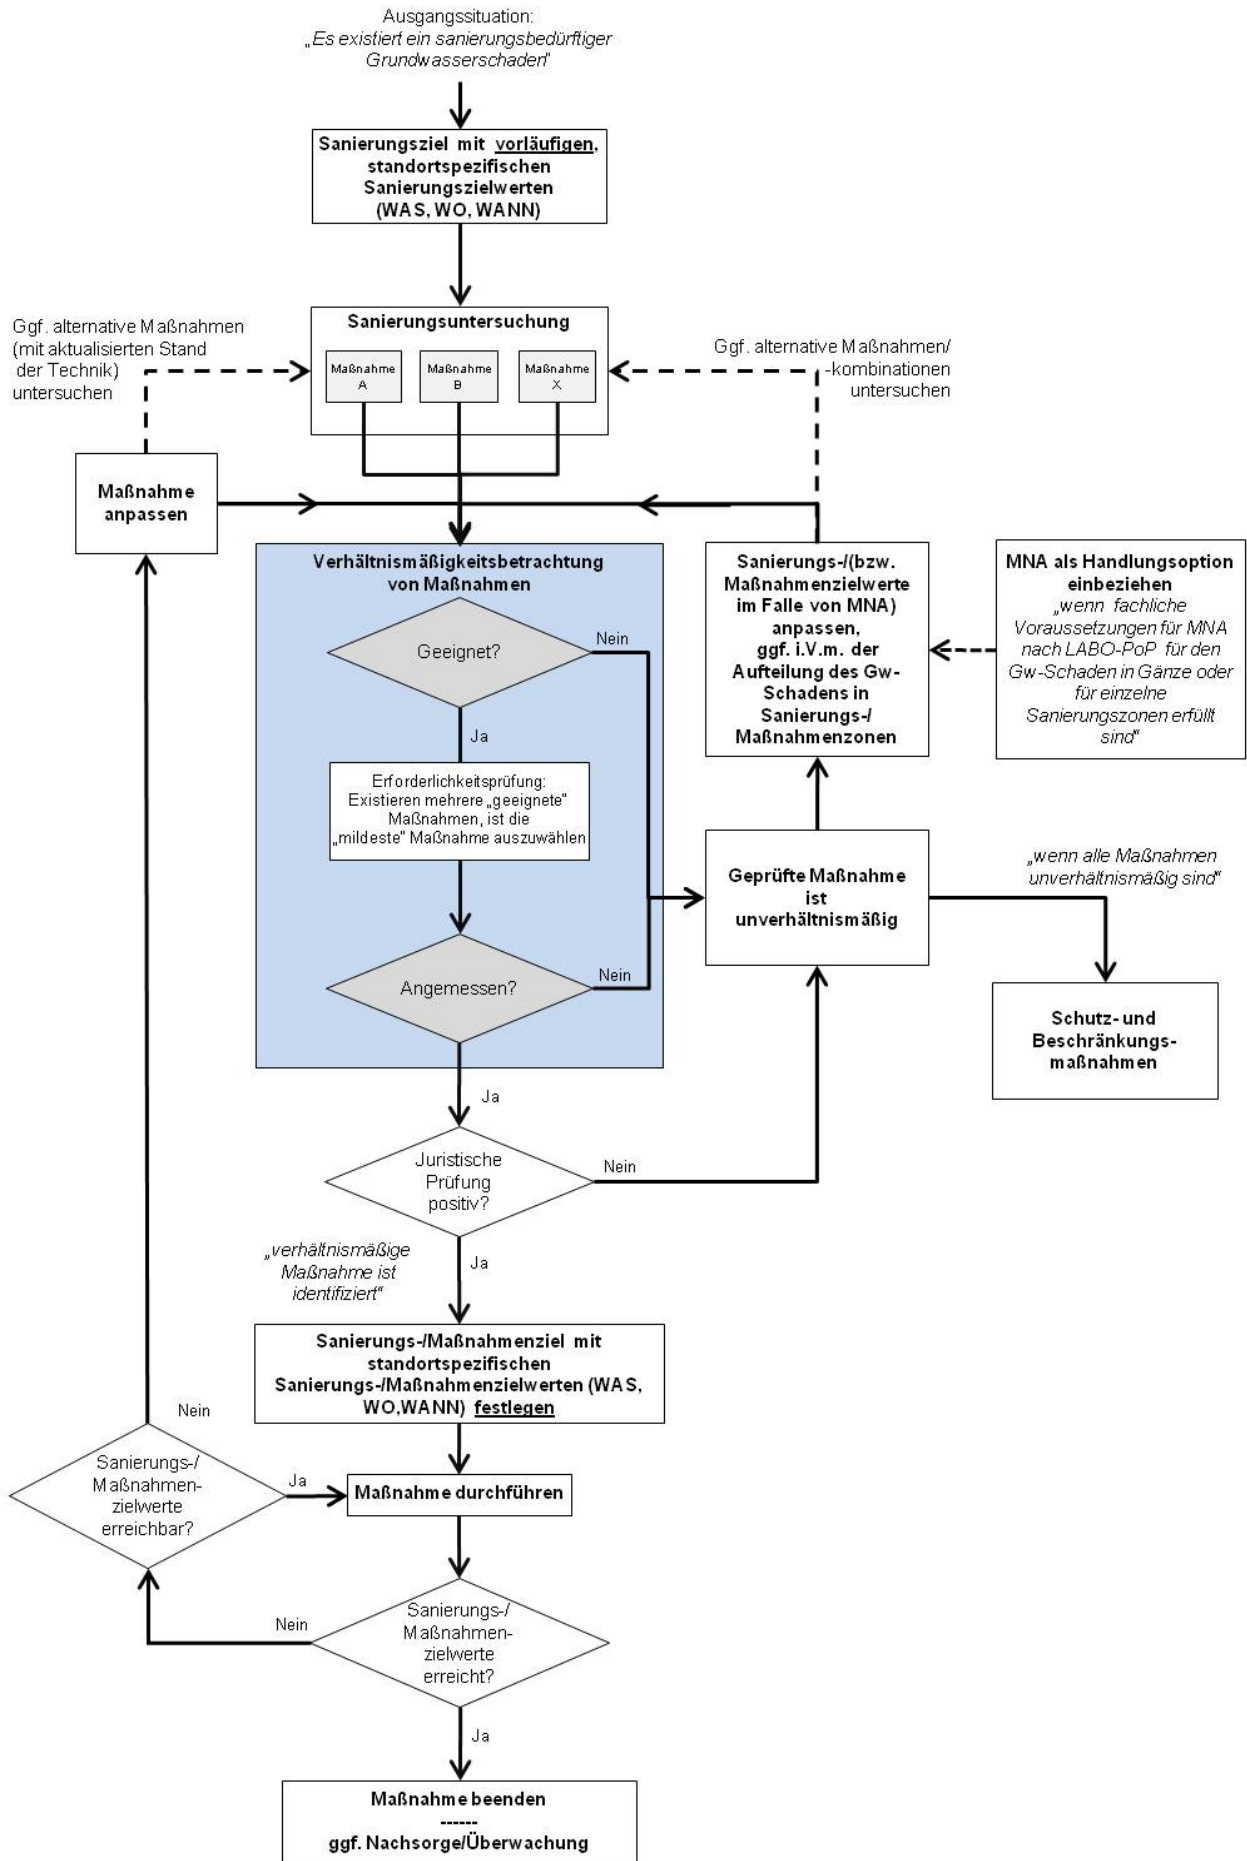 Ausgangssituation:
„Es existiert ein sanierungsbedürftiger
Grundwasserschaden"
Sanierungsziel mit vorläufigen,
standortspezifischen
Sanierungszielwerten
(WAS, WO, WANN)
Ggf. alternative Maßnahmen
(mit aktualisierten Stand
der Technik)
untersuchen
Sanierungsuntersuchung
Maßnahme
A
Maßnahme
B
Maßnahme
X
Ggf. alternative Maßnahmen/
-kombinationen
untersuchen
Maßnahme
anpassen
Verhältnismäßigkeitsbetrachtung
von Maßnahmen
Geeignet?
Nein
Ja
Erforderlichkeitsprüfung:
Existieren mehrere „geeignete"
Maßnahmen, ist die
„mildeste" Maßnahme auszuwählen
Angemessen?
Nein
Ja
Sanierungs-/(bzw.
Maßnahmenzielwerte
im Falle von MNA)
anpassen,
ggf. i.V.m. der
Aufteilung des Gw-
Schadens in
Sanierungs-/
Maßnahmenzonen
MNA als Handlungsoption
einbeziehen
„wenn fachliche
Voraussetzungen für MNA
nach LABO-PoP für den
Gw-Schaden in Gänze oder
für einzelne
Sanierungszonen erfüllt
sind"
Geprüfte Maßnahme
ist
unverhältnismäßig
„wenn alle Maßnahmen
unverhältnismäßig sind"
Schutz- und
Beschränkungs-
maßnahmen
Juristische
Prüfung
positiv?
Nein
Ja
„verhältnismäßige
Maßnahme ist
identifiziert"
Sanierungs-/Maßnahmenziel mit
standortspezifischen
Sanierungs-/Maßnahmenzielwerten (WAS,
WO,WANN) festlegen
Nein
Sanierungs-/
Maßnahmen-
zielwerte
erreichbar?
Ja
Maßnahme durchführen
Nein
Sanierungs-/
Maßnahmen-
zielwerte
erreicht?
Ja
Maßnahme beenden
------
ggf. Nachsorge/Überwachung